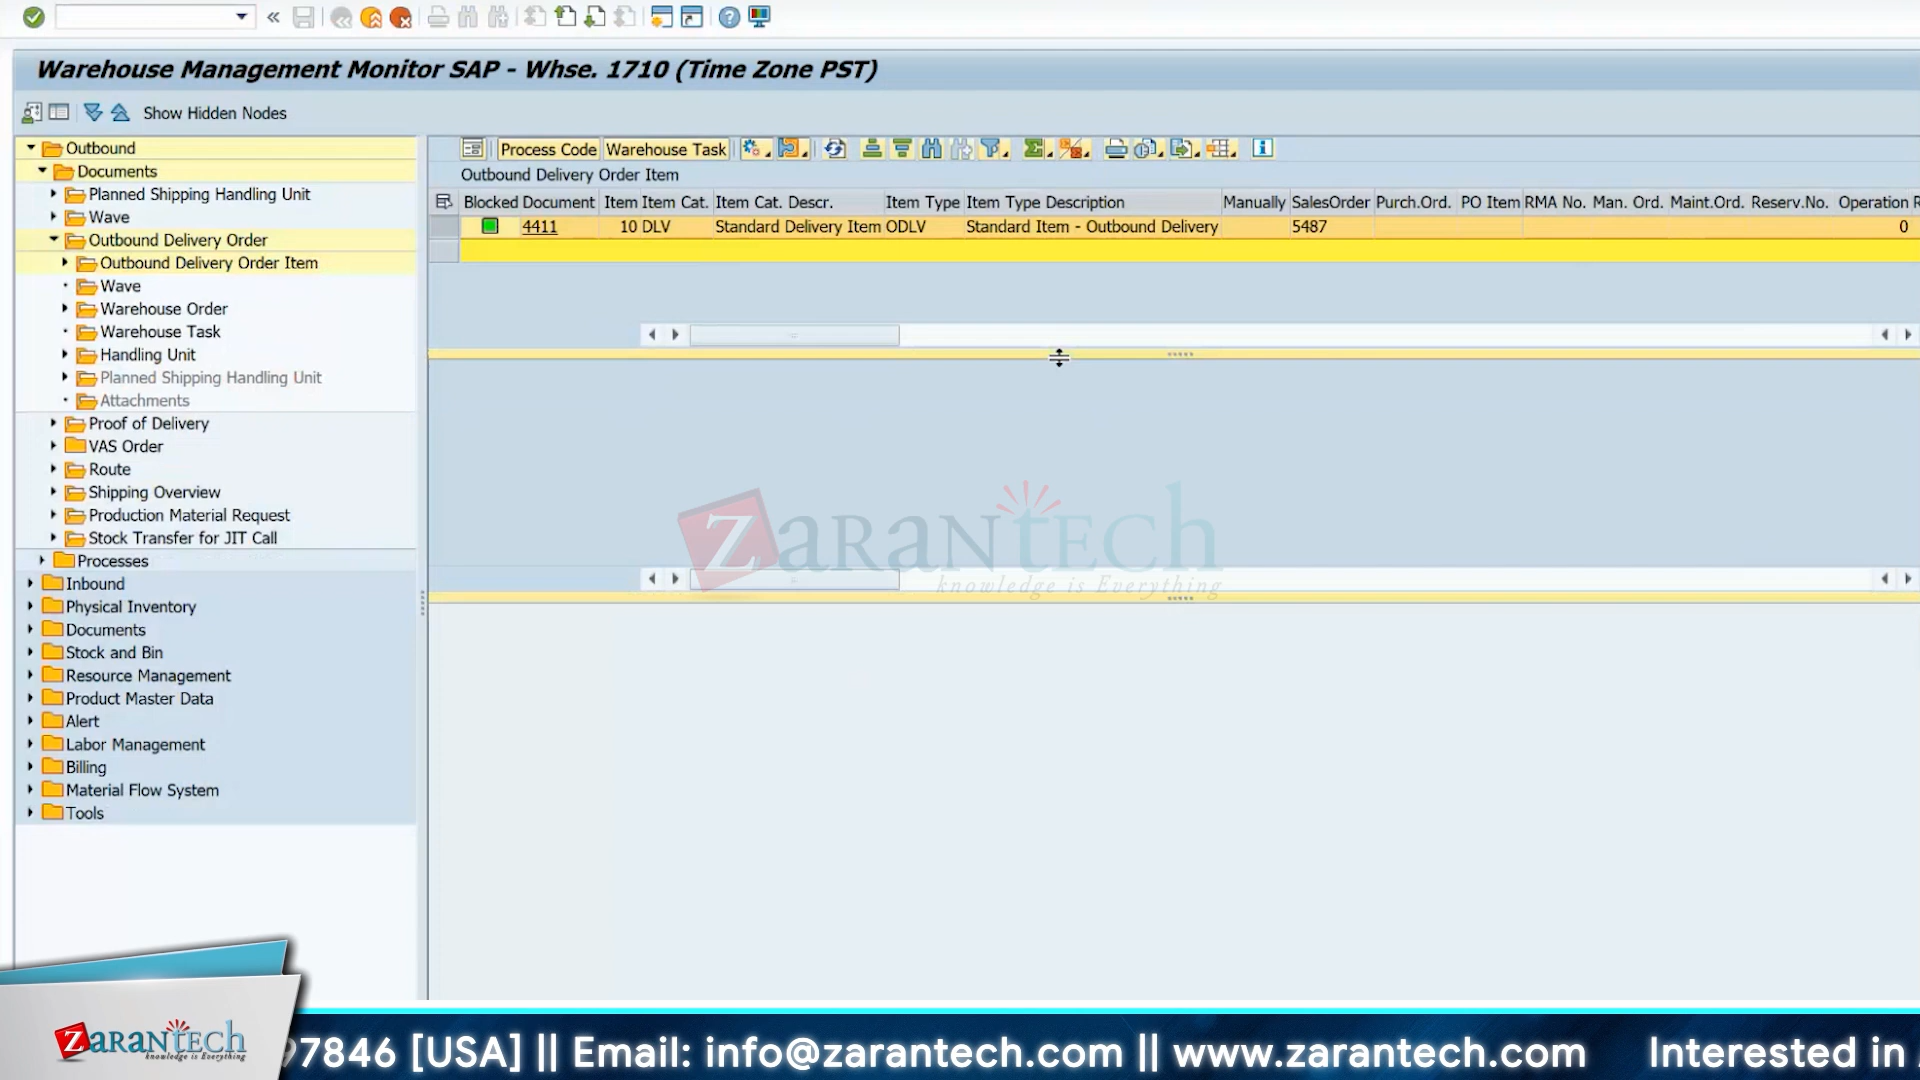 Warehouse Management Monitor SAP - Whse. 1710 (Time Zone PST)
Show Hidden Nodes
Outbound
Documents
Planned Shipping Handling Unit
Wave
Outbound Delivery Order
Outbound Delivery Order Item
Wave
Warehouse Order
Warehouse Task
Handling Unit
Planned Shipping Handling Unit
Attachments
Proof of Delivery
VAS Order
Route
Shipping Overview
Production Material Request
Stock Transfer for JIT Call
Processes
Inbound
Physical Inventory
Documents
Stock and Bin
Resource Management
Product Master Data
Alert
Labor Management
Billing
Material Flow System
Tools
Process Code Warehouse Task
Outbound Delivery Order Item
Blocked Document Item Item Cat. Item Cat. Descr. Item Type Item Type Description Manually SalesOrder Purch.Ord. PO Item RMA No. Man. Ord. Maint.Ord. Reserv.No. Operation R
4411 10 DLV Standard Delivery Item ODLV Standard Item - Outbound Delivery 5487 0
ZaranTech
knowledge is Everything
ZaranTech
knowledge is Everything
97846 [USA] || Email: info@zarantech.com || www.zarantech.com Interested in